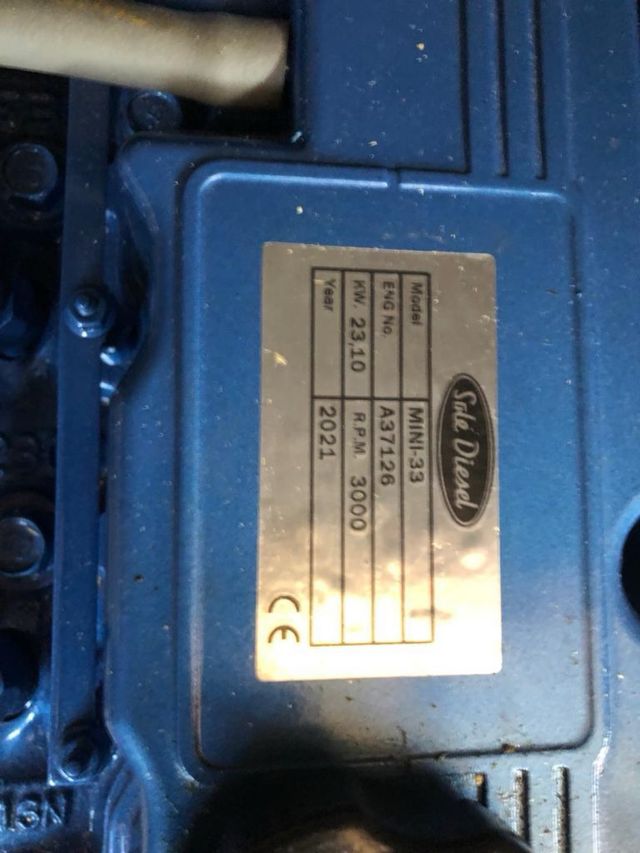 Solé Diesel
Model MINI-33
ENG No. A37126
KW. 23,10 R.P.M. 3000
Year 2021
CE